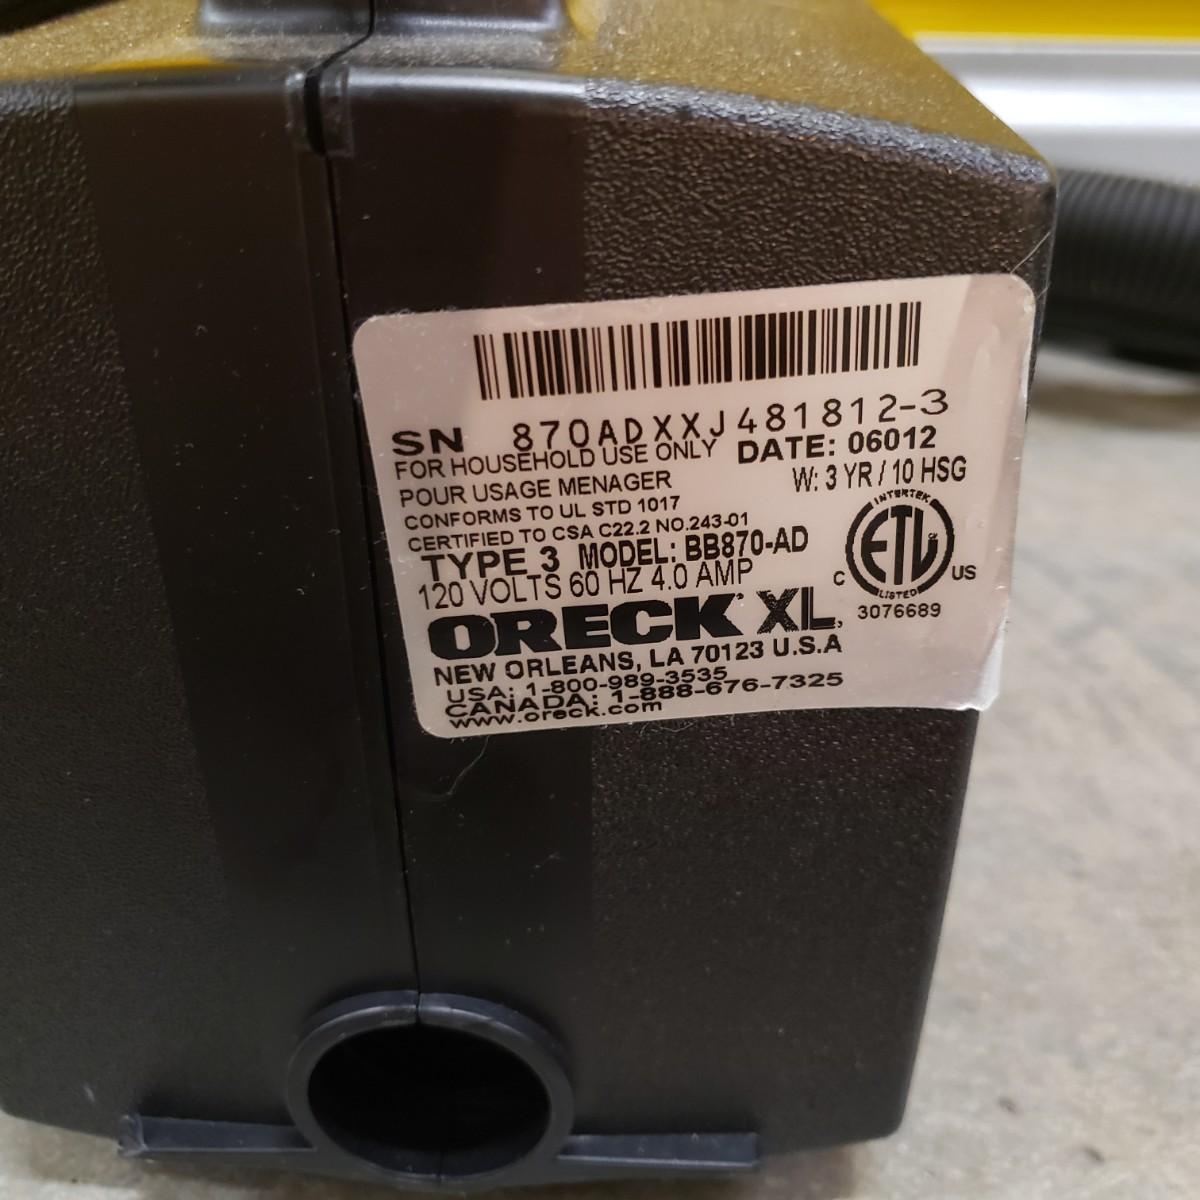 SN 870ADXXJ481812-3
FOR HOUSEHOLD USE ONLY DATE: 06012
POUR USAGE MENAGER W: 3 YR / 10 HSG
CONFORMS TO UL STD 1017
CERTIFIED TO CSA C22.2 NO.243-01
TYPE 3 MODEL: BB870-AD
120 VOLTS 60 HZ 4.0 AMP
INTERTEK
ETL
LISTED
C US
3076689
ORECK XL
NEW ORLEANS, LA 70123 U.S.A
USA: 1-800-989-3535
CANADA: 1-888-676-7325
www.oreck.com